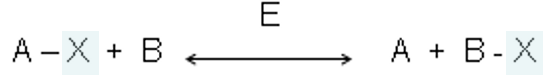 E
A – X + B ⟷ A + B - X